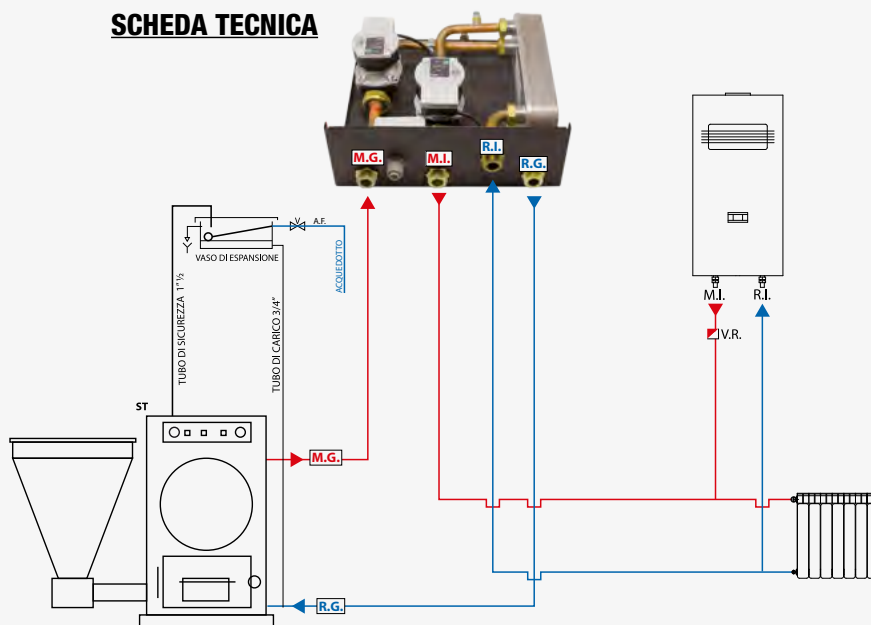 SCHEDA TECNICA
M.G.
M.I.
R.I.
R.G.
V.
A.F.
VASO DI ESPANSIONE
ACQUEDOTTO
TUBO DI SICUREZZA 1" ½
TUBO DI CARICO 3/4"
M.I.
R.I.
V.R.
ST
M.G.
R.G.